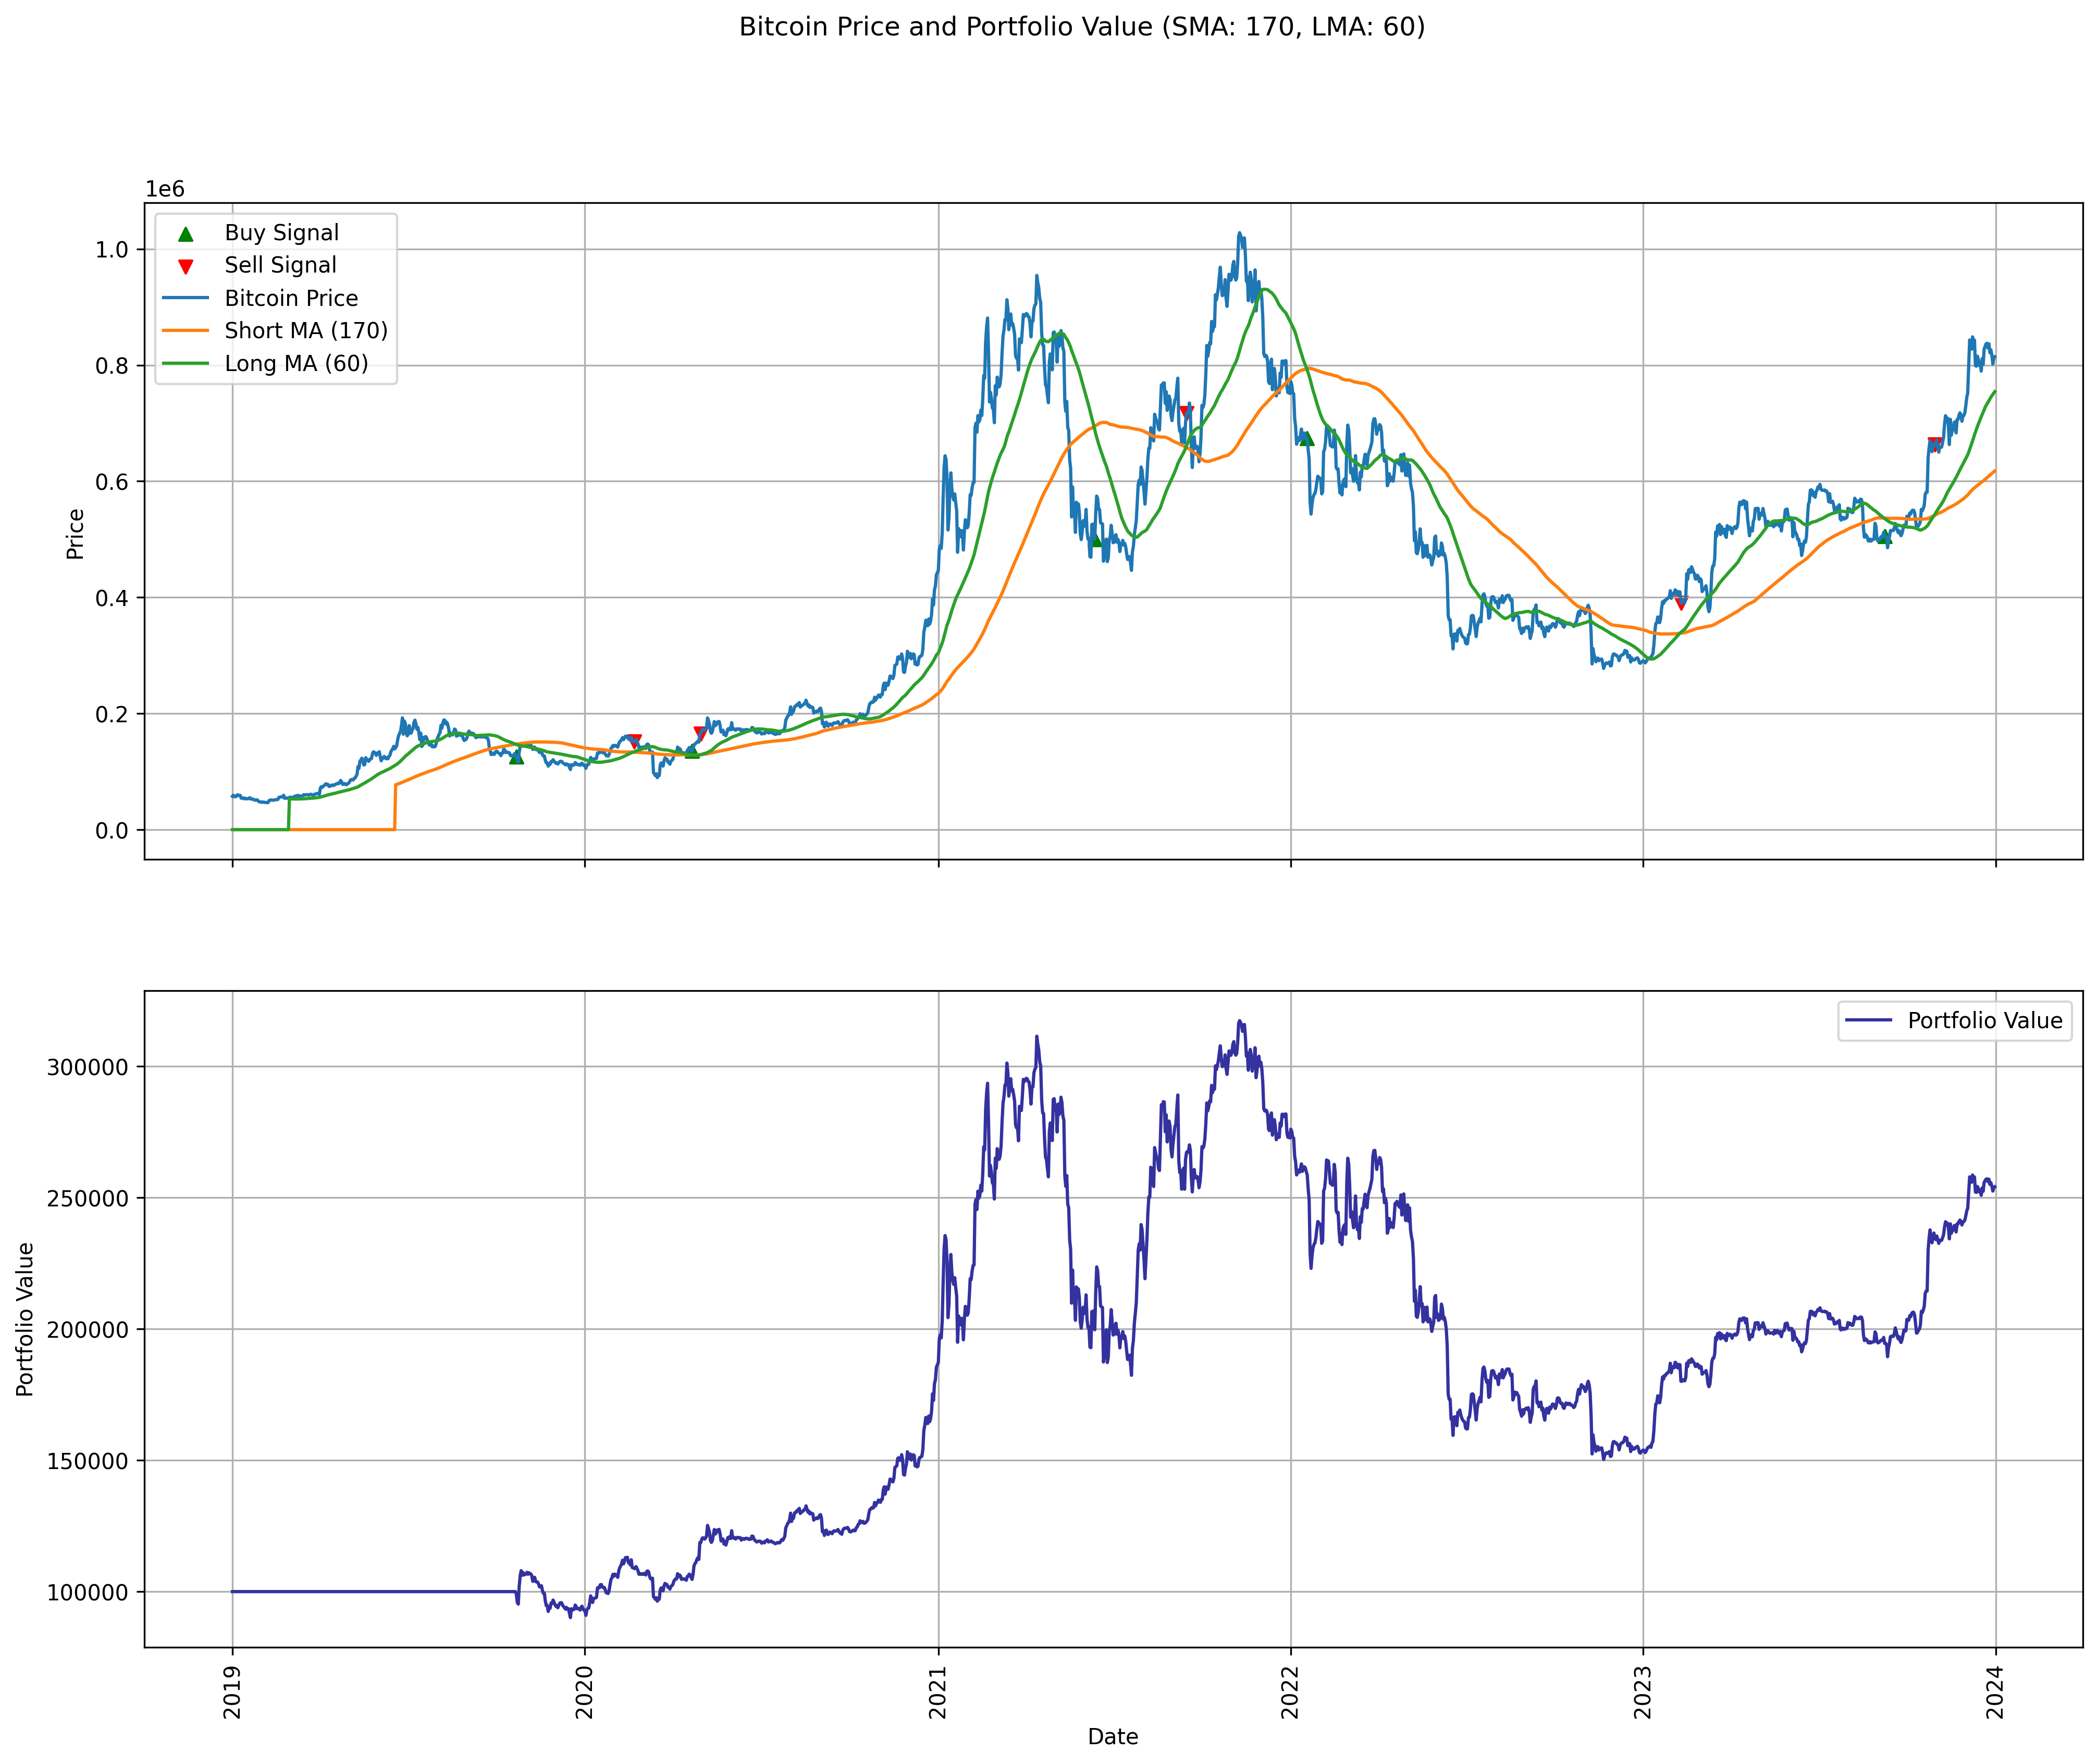 Bitcoin Price and Portfolio Value (SMA: 170, LMA: 60)
1e6
Buy Signal
Sell Signal
Bitcoin Price
Short MA (170)
Long MA (60)
1.0
0.8
0.6
0.4
0.2
0.0
Price
Portfolio Value
300000
250000
200000
150000
100000
Portfolio Value
2019
2020
2021
2022
2023
2024
Date